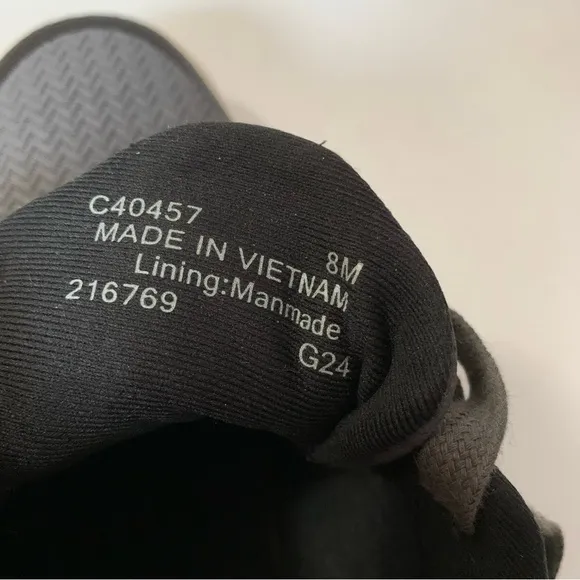 C40457 8M
MADE IN VIETNAM
Lining:Manmade
216769 G24